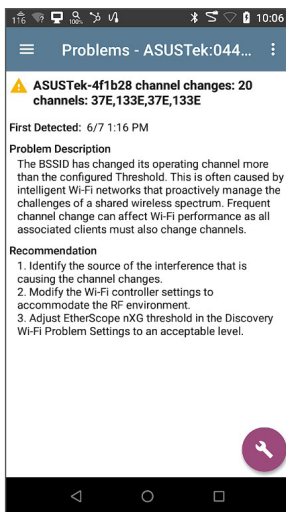 116
100%
10:06
Problems - ASUSTek:044...
ASUSTek-4f1b28 channel changes: 20
channels: 37E,133E,37E,133E
First Detected: 6/7 1:16 PM
Problem Description
The BSSID has changed its operating channel more
than the configured Threshold. This is often caused by
intelligent Wi-Fi networks that proactively manage the
challenges of a shared wireless spectrum. Frequent
channel change can affect Wi-Fi performance as all
associated clients must also change channels.
Recommendation
1. Identify the source of the interference that is
causing the channel changes.
2. Modify the Wi-Fi controller settings to
accommodate the RF environment.
3. Adjust EtherScope nXG threshold in the Discovery
Wi-Fi Problem Settings to an acceptable level.